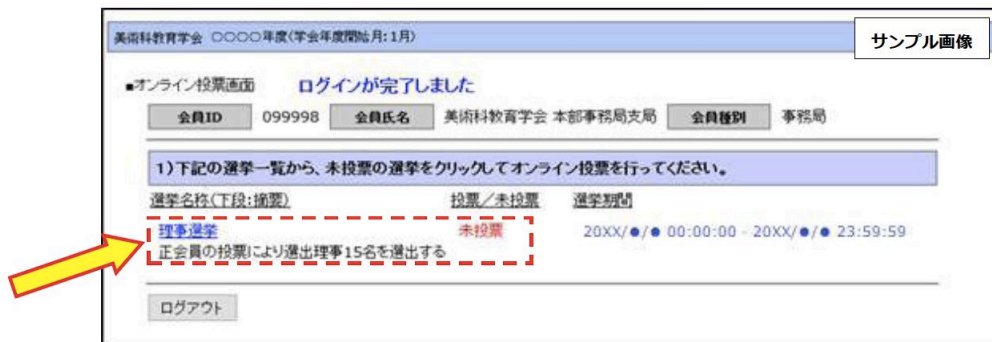 美術科教育学会 〇〇〇〇年度(学会年度開始月:1月)
サンプル画像
■オンライン投票画面 ログインが完了しました
会員ID 099998 会員氏名 美術科教育学会 本部事務局支局 会員種別 事務局
1)下記の選挙一覧から、未投票の選挙をクリックしてオンライン投票を行ってください。
選挙名称(下段:摘要) 投票/未投票 選挙期間
理事選挙 未投票 20XX/●/● 00:00:00 - 20XX/●/● 23:59:59
正会員の投票により選出理事15名を選出する
ログアウト